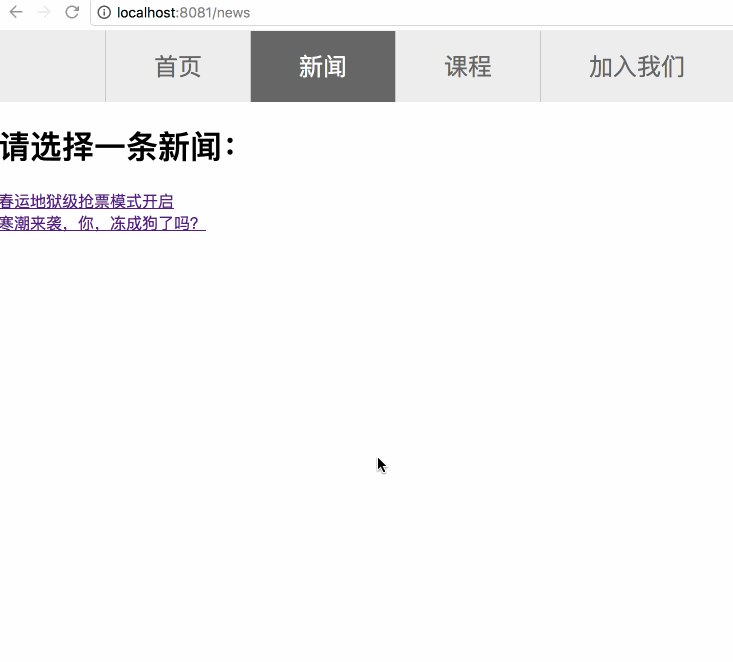 localhost:8081/news
首页 新闻 课程 加入我们
请选择一条新闻：
春运地狱级抢票模式开启
寒潮来袭，你，冻成狗了吗？